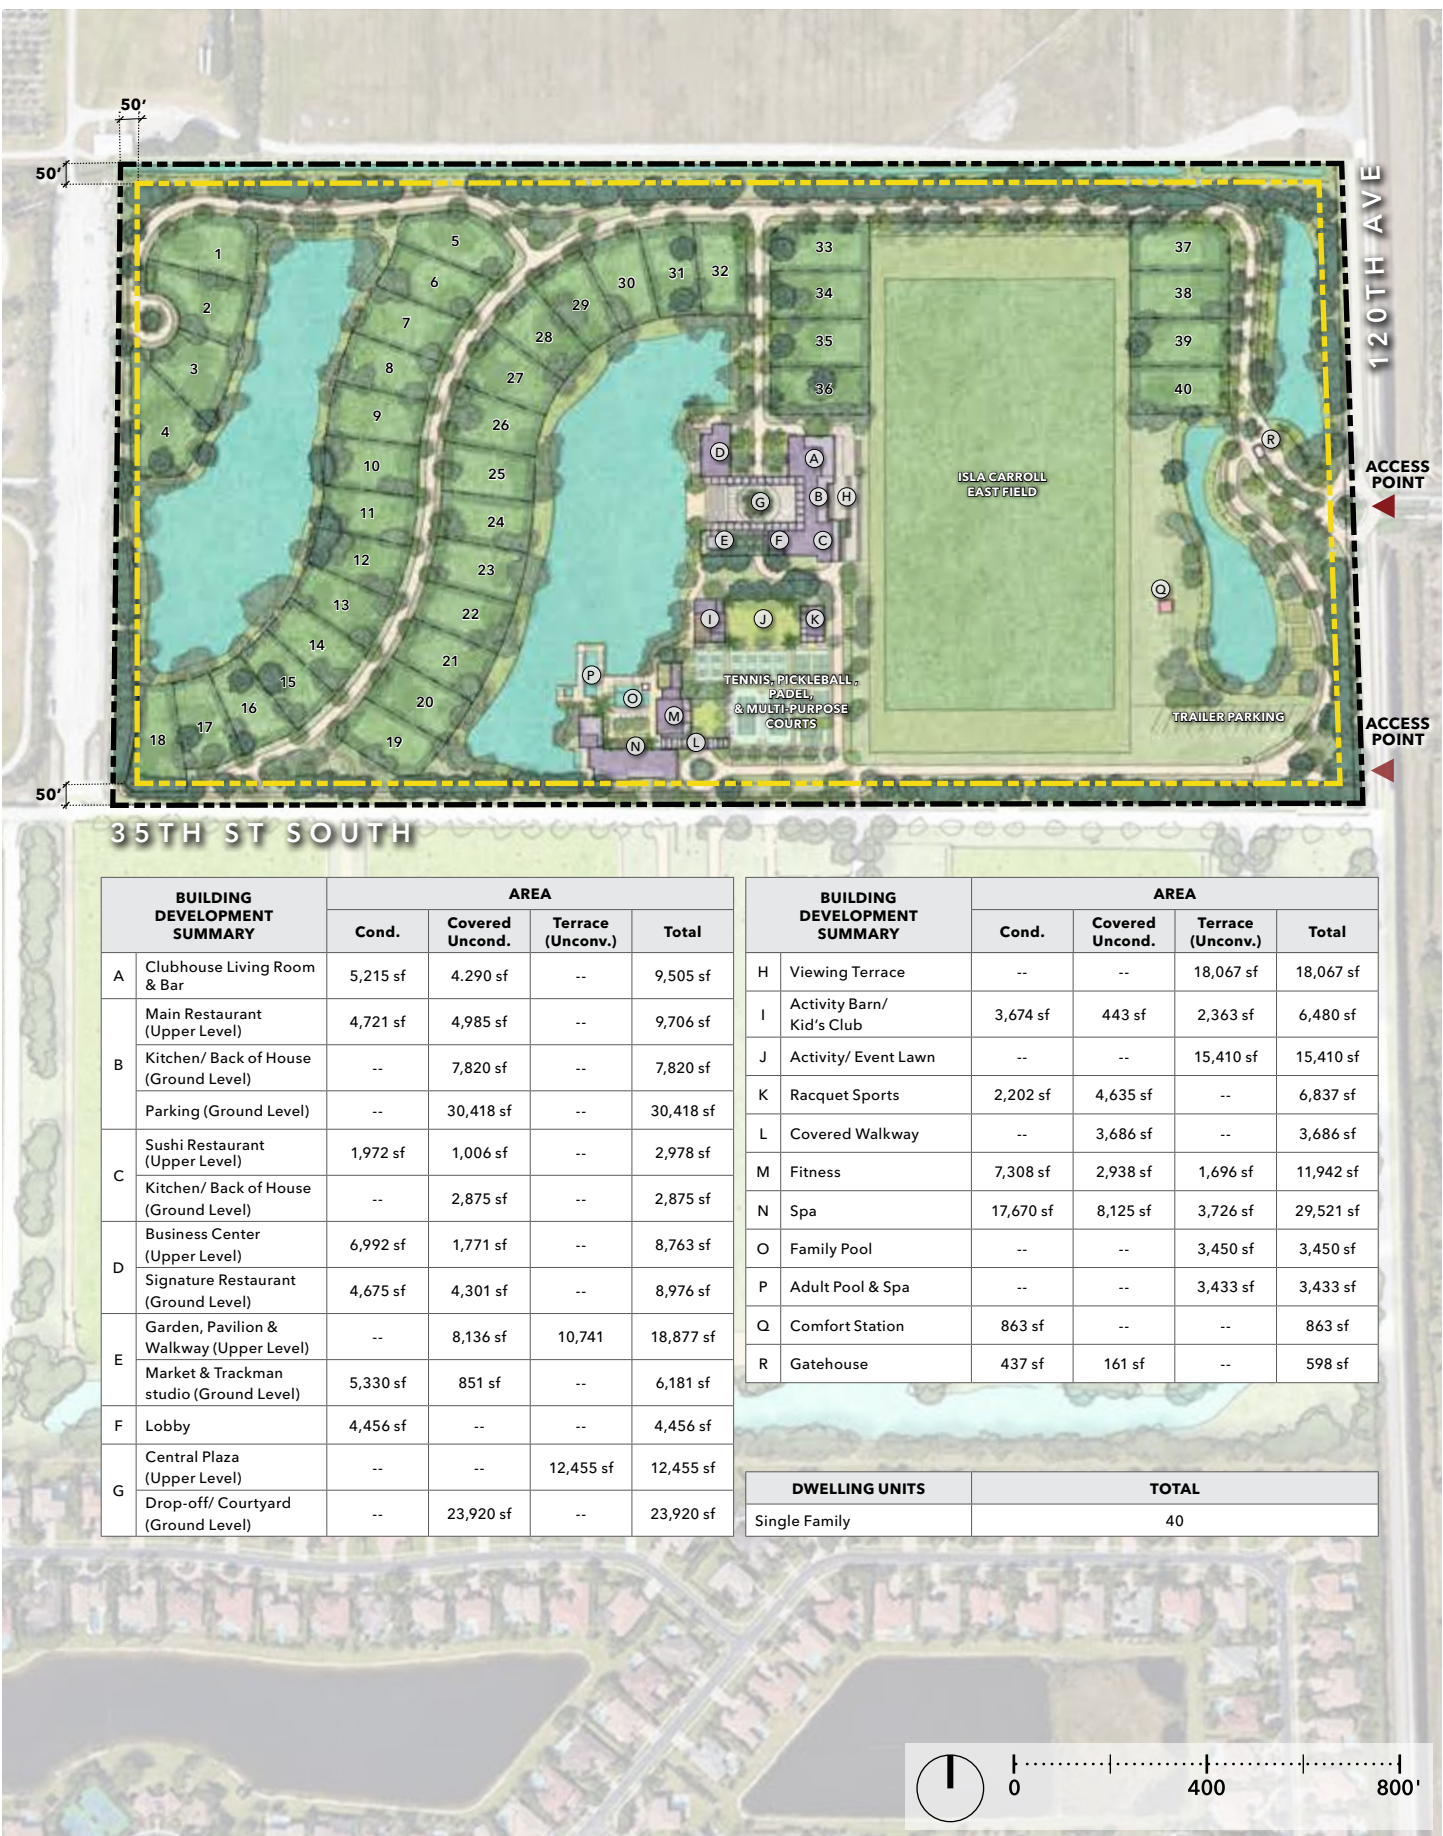 50'
50'
120TH AVE
1
2
3
4
5
6
7
8
9
10
11
12
13
14
15
16
17
18
19
20
21
22
23
24
25
26
27
28
29
30
31
32
33
34
35
36
37
38
39
40
A
B
C
D
E
F
G
H
I
J
K
L
M
N
O
P
Q
R
ISLA CARROLL
EAST FIELD
TENNIS, PICKLEBALL,
PADEL,
& MULTI-PURPOSE
COURTS
TRAILER PARKING
ACCESS
POINT
ACCESS
POINT
50'
35TH ST SOUTH
BUILDING
DEVELOPMENT
SUMMARY
AREA
Cond.
Covered
Uncond.
Terrace
(Unconv.)
Total
A
Clubhouse Living Room
& Bar
5,215 sf
4.290 sf
--
9,505 sf
B
Main Restaurant
(Upper Level)
4,721 sf
4,985 sf
--
9,706 sf
Kitchen/ Back of House
(Ground Level)
--
7,820 sf
--
7,820 sf
Parking (Ground Level)
--
30,418 sf
--
30,418 sf
C
Sushi Restaurant
(Upper Level)
1,972 sf
1,006 sf
--
2,978 sf
Kitchen/ Back of House
(Ground Level)
--
2,875 sf
--
2,875 sf
D
Business Center
(Upper Level)
6,992 sf
1,771 sf
--
8,763 sf
Signature Restaurant
(Ground Level)
4,675 sf
4,301 sf
--
8,976 sf
E
Garden, Pavilion &
Walkway (Upper Level)
--
8,136 sf
10,741
18,877 sf
Market & Trackman
studio (Ground Level)
5,330 sf
851 sf
--
6,181 sf
F
Lobby
4,456 sf
--
--
4,456 sf
G
Central Plaza
(Upper Level)
--
--
12,455 sf
12,455 sf
Drop-off/ Courtyard
(Ground Level)
--
23,920 sf
--
23,920 sf
BUILDING
DEVELOPMENT
SUMMARY
AREA
Cond.
Covered
Uncond.
Terrace
(Unconv.)
Total
H
Viewing Terrace
--
--
18,067 sf
18,067 sf
I
Activity Barn/
Kid's Club
3,674 sf
443 sf
2,363 sf
6,480 sf
J
Activity/ Event Lawn
--
--
15,410 sf
15,410 sf
K
Racquet Sports
2,202 sf
4,635 sf
--
6,837 sf
L
Covered Walkway
--
3,686 sf
--
3,686 sf
M
Fitness
7,308 sf
2,938 sf
1,696 sf
11,942 sf
N
Spa
17,670 sf
8,125 sf
3,726 sf
29,521 sf
O
Family Pool
--
--
3,450 sf
3,450 sf
P
Adult Pool & Spa
--
--
3,433 sf
3,433 sf
Q
Comfort Station
863 sf
--
--
863 sf
R
Gatehouse
437 sf
161 sf
--
598 sf
DWELLING UNITS
TOTAL
Single Family
40
0
400
800'